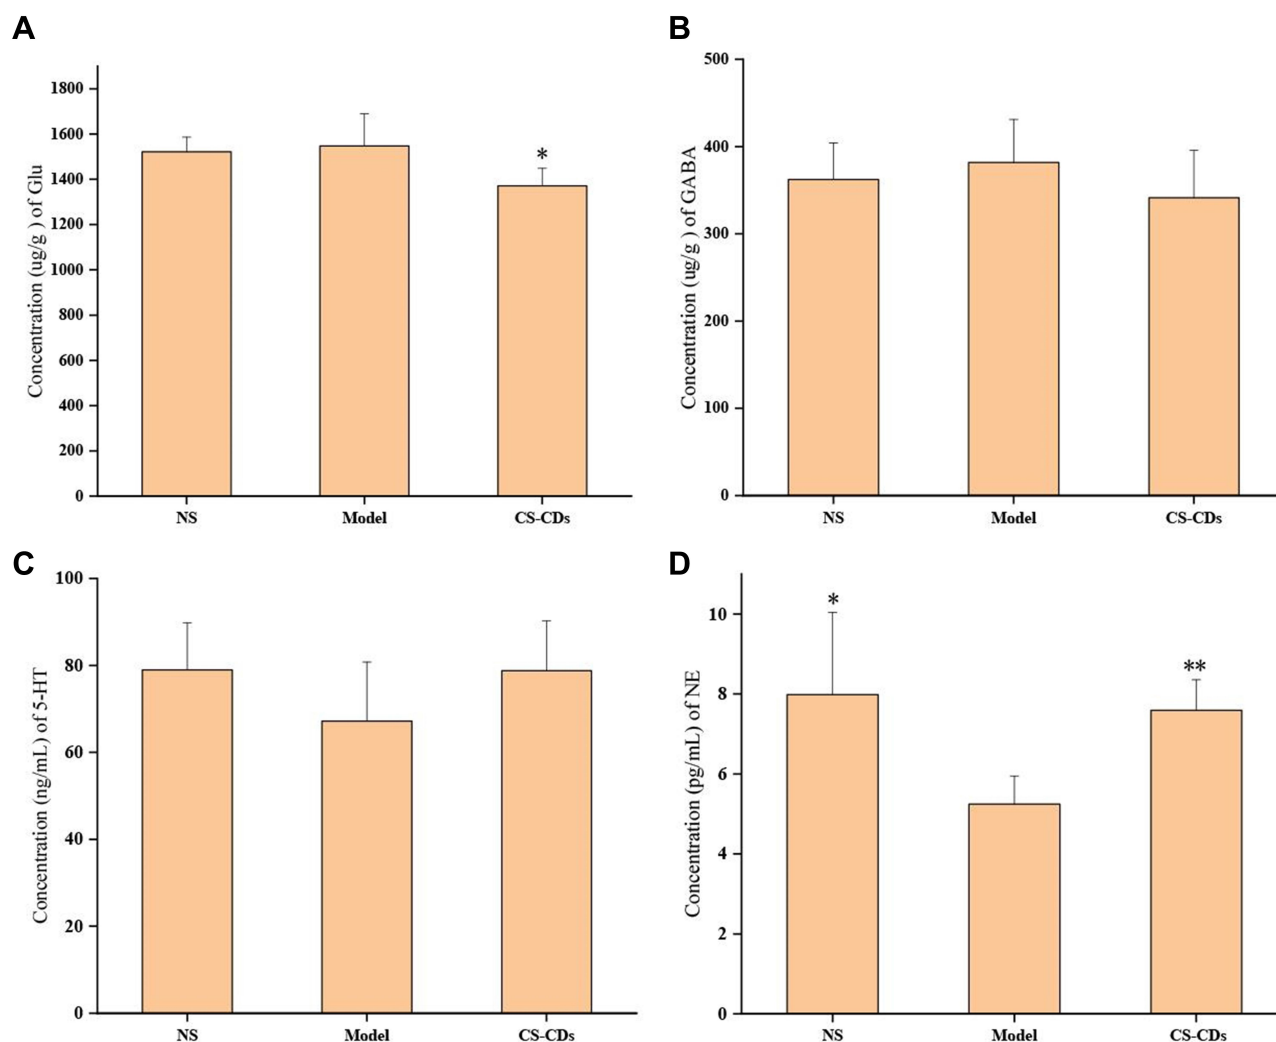 A
Concentration (ug/g ) of Glu
1800
1600
1400
1200
1000
800
600
400
200
0
*
NS Model CS-CDs
B
Concentration (ug/g ) of GABA
500
400
300
200
100
0
NS Model CS-CDs
C
Concentration (ng/mL) of 5-HT
100
80
60
40
20
0
NS Model CS-CDs
D
Concentration (pg/mL) of NE
10
8
6
4
2
0
*
**
NS Model CS-CDs